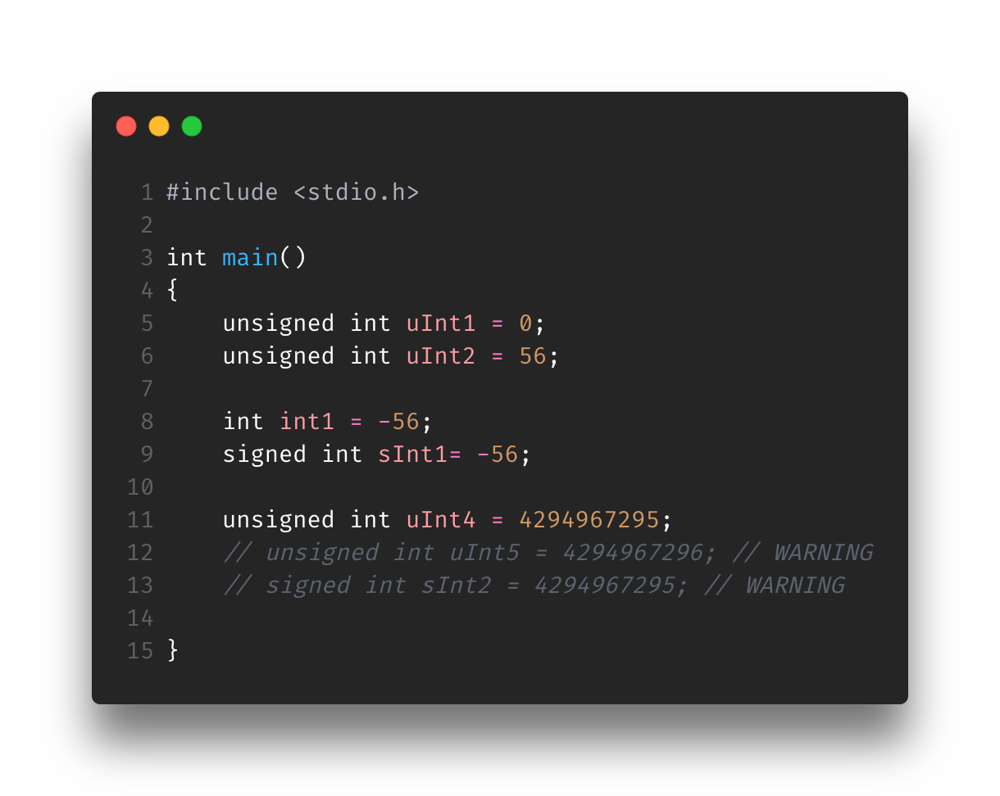 1 #include <stdio.h>
2
3 int main()
4 {
5     unsigned int uInt1 = 0;
6     unsigned int uInt2 = 56;
7
8     int int1 = -56;
9     signed int sInt1= -56;
10
11     unsigned int uInt4 = 4294967295;
12     // unsigned int uInt5 = 4294967296; // WARNING
13     // signed int sInt2 = 4294967295; // WARNING
14
15 }